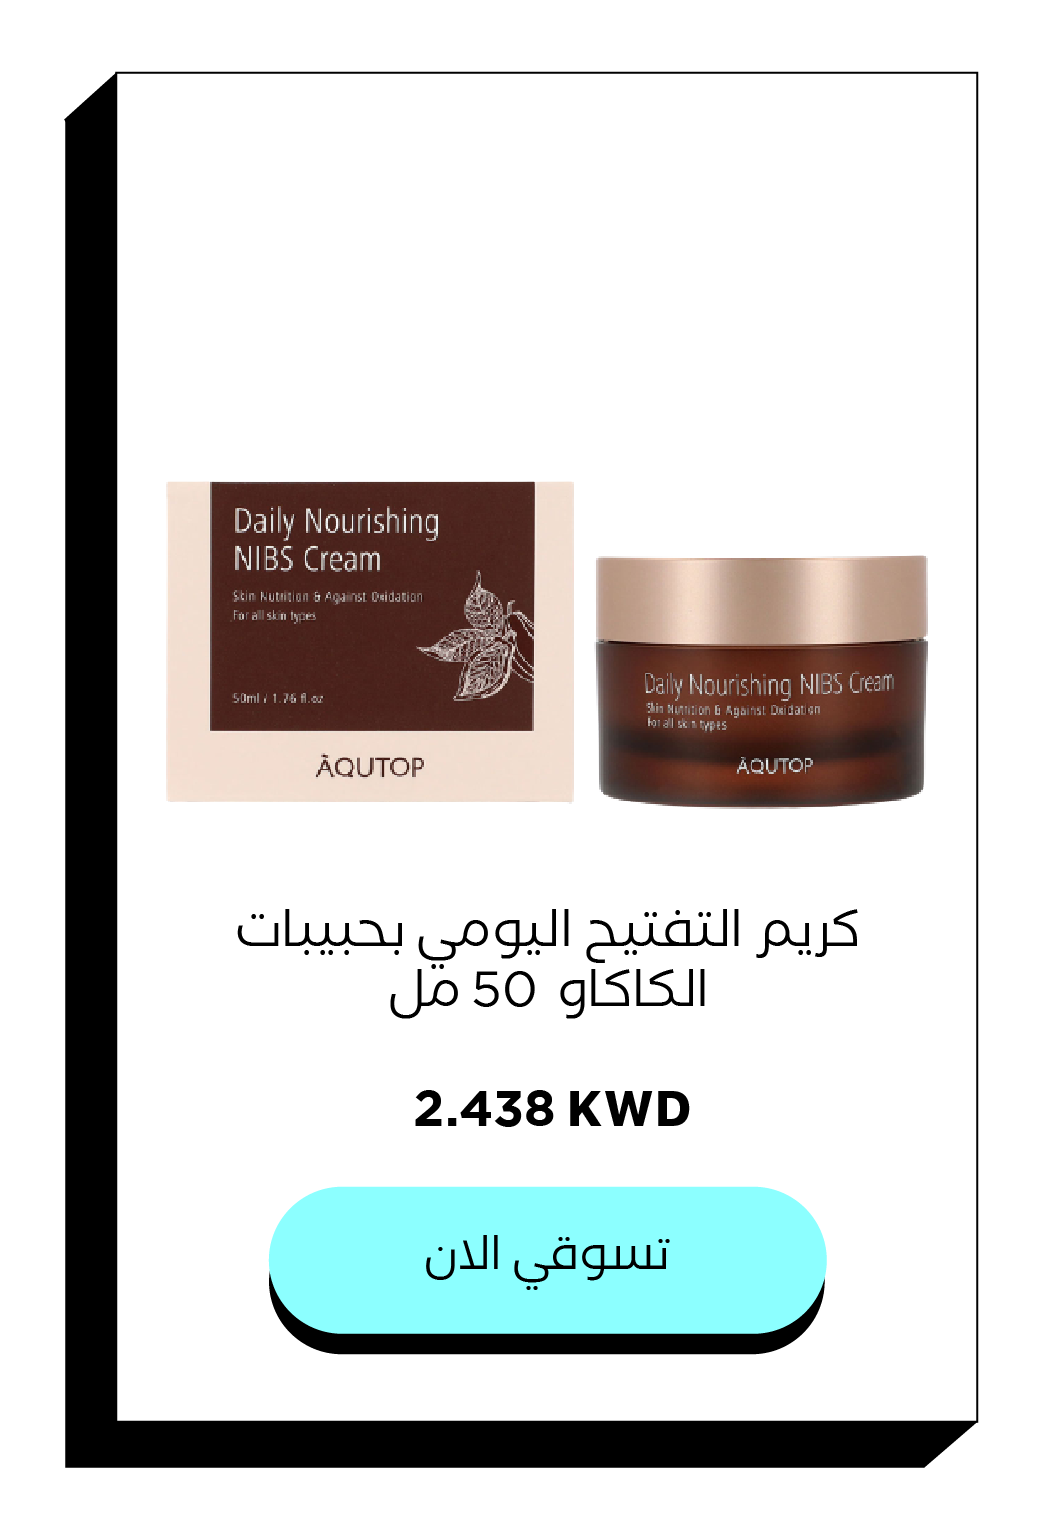 Daily Nourishing
NIBS Cream
Skin Nutrition & Against Oxidation
For all skin types
50ml / 1.76 fl.oz
ÀQUTOP
Daily Nourishing NIBS Cream
Skin Nutrition & Against Oxidation
For all skin types
ÀQUTOP
كريم التفتيح اليومي بحبيبات
الكاكاو 50 مل
2.438 KWD
تسوقي الان